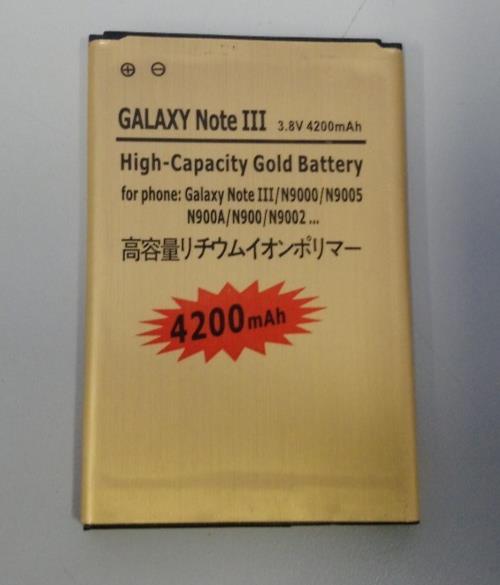 ⊕ ⊖
GALAXY Note III 3.8V 4200mAh
High-Capacity Gold Battery
for phone: Galaxy Note III/N9000/N9005
N900A/N900/N9002...
高容量リチウムイオンポリマー
4200mAh